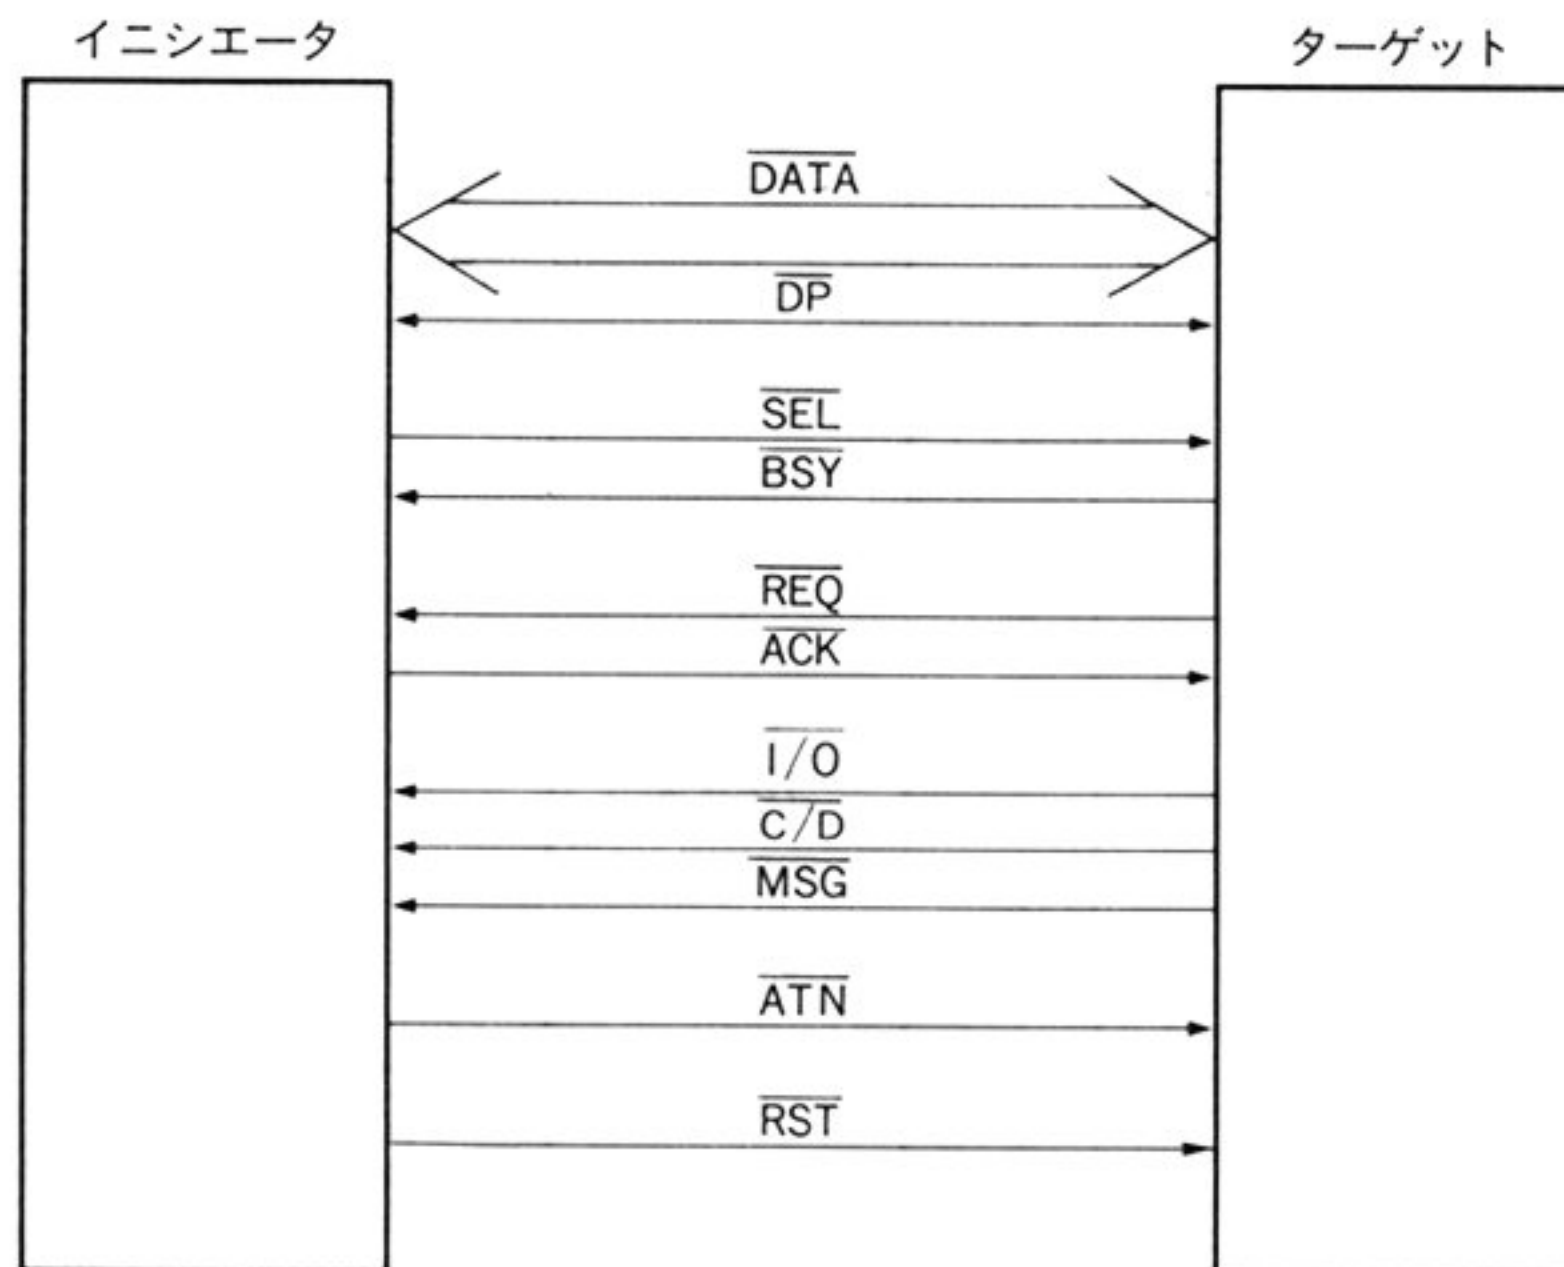 イニシエータ
ターゲット
DATA
DP
SEL
BSY
REQ
ACK
I/O
C/D
MSG
ATN
RST